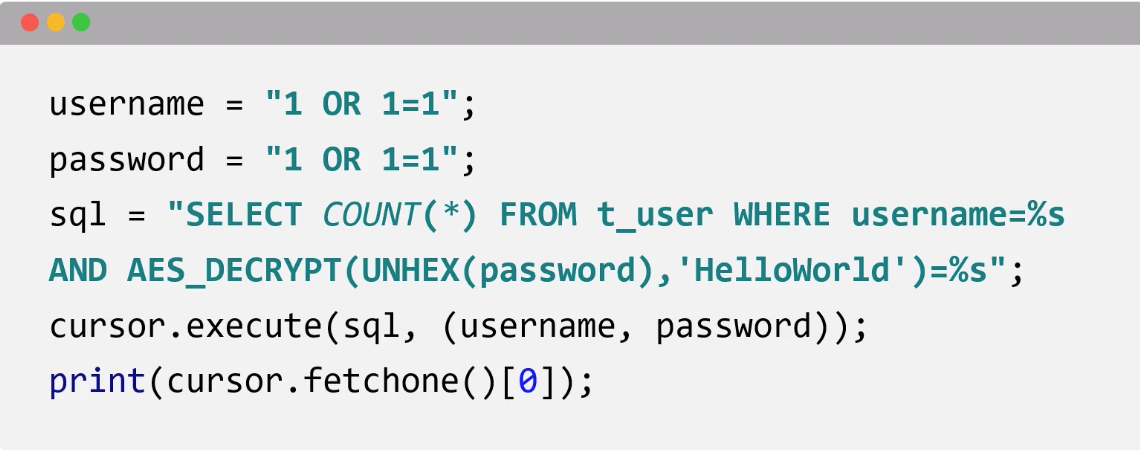 username = "1 OR 1=1";
password = "1 OR 1=1";
sql = "SELECT COUNT(*) FROM t_user WHERE username=%s
AND AES_DECRYPT(UNHEX(password),'HelloWorld')=%s";
cursor.execute(sql, (username, password));
print(cursor.fetchone()[0]);